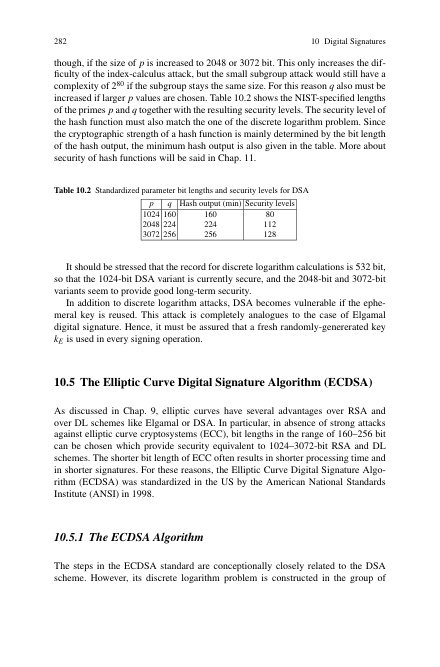 282 10 Digital Signatures
though, if the size of p is increased to 2048 or 3072 bit. This only increases the dif-
ficulty of the index-calculus attack, but the small subgroup attack would still have a
complexity of 2^80 if the subgroup stays the same size. For this reason q also must be
increased if larger p values are chosen. Table 10.2 shows the NIST-specified lengths
of the primes p and q together with the resulting security levels. The security level of
the hash function must also match the one of the discrete logarithm problem. Since
the cryptographic strength of a hash function is mainly determined by the bit length
of the hash output, the minimum hash output is also given in the table. More about
security of hash functions will be said in Chap. 11.
Table 10.2 Standardized parameter bit lengths and security levels for DSA
p q Hash output (min) Security levels
1024 160 160 80
2048 224 224 112
3072 256 256 128
It should be stressed that the record for discrete logarithm calculations is 532 bit,
so that the 1024-bit DSA variant is currently secure, and the 2048-bit and 3072-bit
variants seem to provide good long-term security.
In addition to discrete logarithm attacks, DSA becomes vulnerable if the ephe-
meral key is reused. This attack is completely analogues to the case of Elgamal
digital signature. Hence, it must be assured that a fresh randomly-genererated key
kE is used in every signing operation.
10.5 The Elliptic Curve Digital Signature Algorithm (ECDSA)
As discussed in Chap. 9, elliptic curves have several advantages over RSA and
over DL schemes like Elgamal or DSA. In particular, in absence of strong attacks
against elliptic curve cryptosystems (ECC), bit lengths in the range of 160–256 bit
can be chosen which provide security equivalent to 1024–3072-bit RSA and DL
schemes. The shorter bit length of ECC often results in shorter processing time and
in shorter signatures. For these reasons, the Elliptic Curve Digital Signature Algo-
rithm (ECDSA) was standardized in the US by the American National Standards
Institute (ANSI) in 1998.
10.5.1 The ECDSA Algorithm
The steps in the ECDSA standard are conceptionally closely related to the DSA
scheme. However, its discrete logarithm problem is constructed in the group of